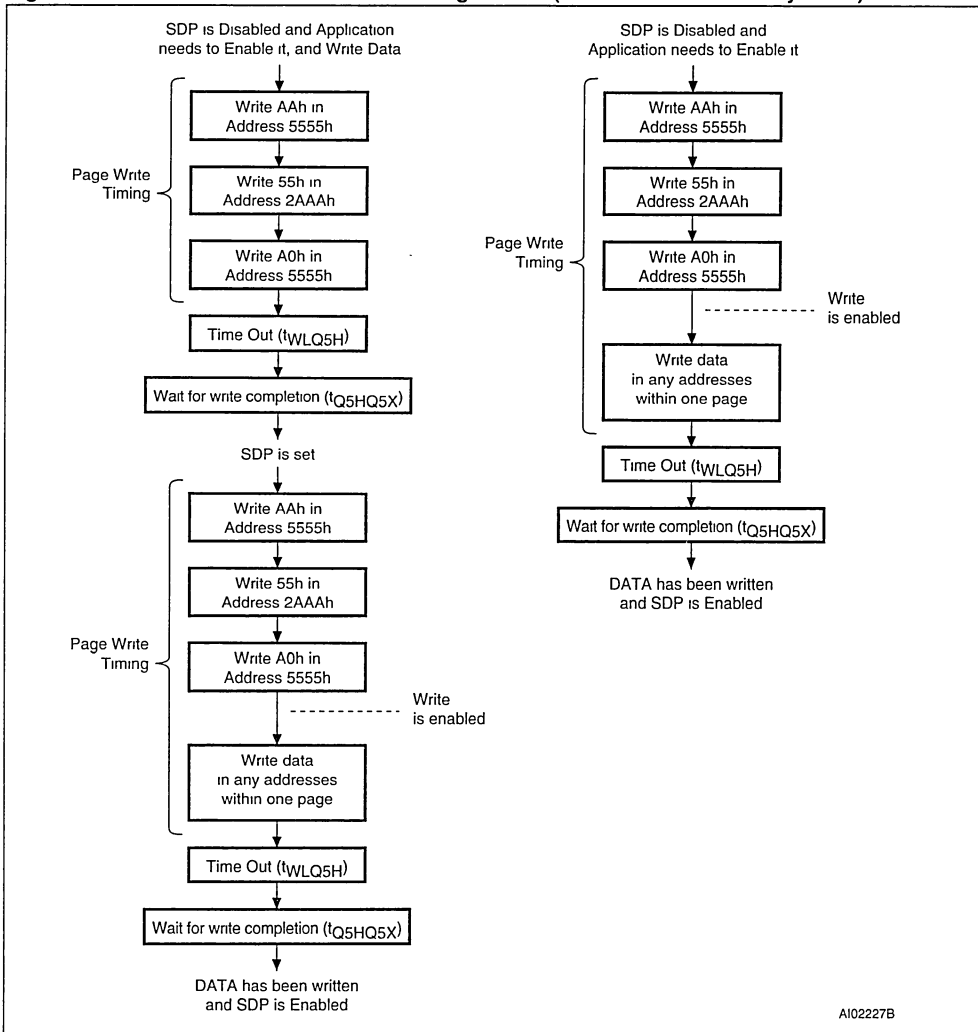 SDP is Disabled and Application
needs to Enable it, and Write Data
Write AAh in
Address 5555h
Write 55h in
Address 2AAAh
Write A0h in
Address 5555h
Page Write
Timing
Time Out (tWLQ5H)
Wait for write completion (tQ5HQ5X)
SDP is set
Write AAh in
Address 5555h
Write 55h in
Address 2AAAh
Write A0h in
Address 5555h
Page Write
Timing
Write
is enabled
Write data
in any addresses
within one page
Time Out (tWLQ5H)
Wait for write completion (tQ5HQ5X)
DATA has been written
and SDP is Enabled
SDP is Disabled and
Application needs to Enable it
Write AAh in
Address 5555h
Write 55h in
Address 2AAAh
Page Write
Timing
Write A0h in
Address 5555h
Write
is enabled
Write data
in any addresses
within one page
Time Out (tWLQ5H)
Wait for write completion (tQ5HQ5X)
DATA has been written
and SDP is Enabled
AI02227B